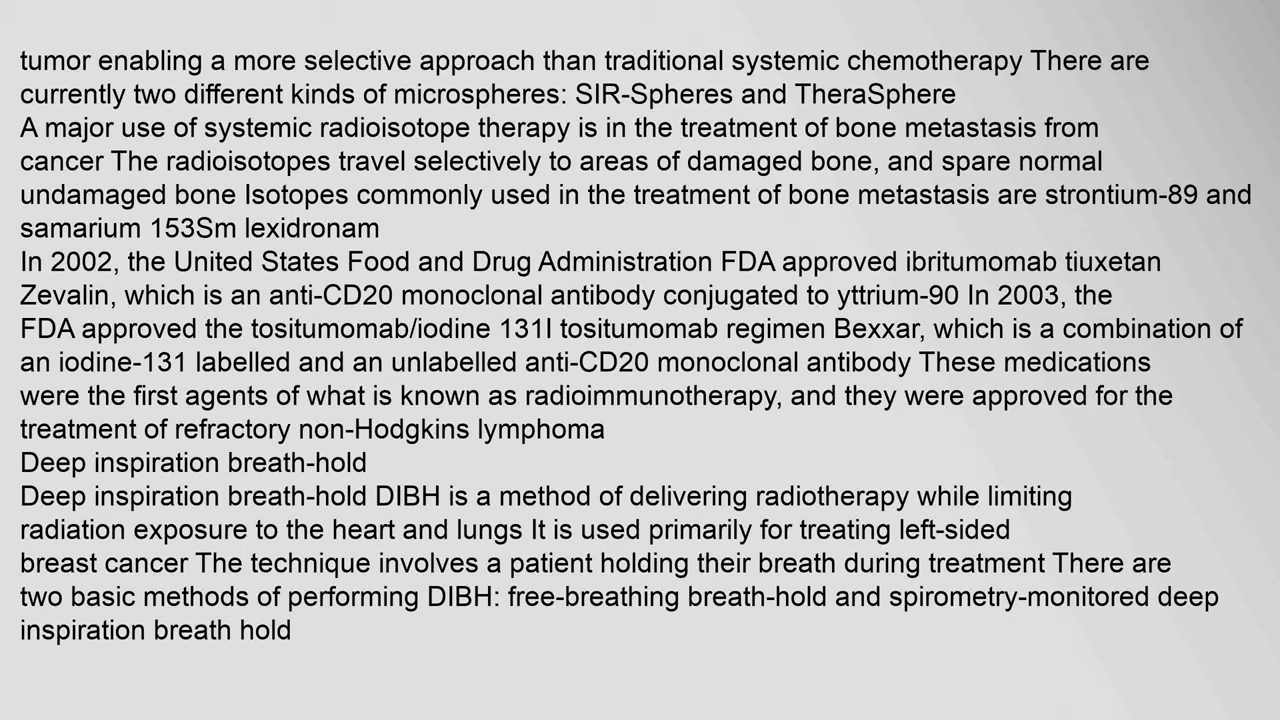 tumor enabling a more selective approach than traditional systemic chemotherapy There are
currently two different kinds of microspheres: SIR-Spheres and TheraSphere
A major use of systemic radioisotope therapy is in the treatment of bone metastasis from
cancer The radioisotopes travel selectively to areas of damaged bone, and spare normal
undamaged bone Isotopes commonly used in the treatment of bone metastasis are strontium-89 and
samarium 153Sm lexidronam
In 2002, the United States Food and Drug Administration FDA approved ibritumomab tiuxetan
Zevalin, which is an anti-CD20 monoclonal antibody conjugated to yttrium-90 In 2003, the
FDA approved the tositumomab/iodine 131I tositumomab regimen Bexxar, which is a combination of
an iodine-131 labelled and an unlabelled anti-CD20 monoclonal antibody These medications
were the first agents of what is known as radioimmunotherapy, and they were approved for the
treatment of refractory non-Hodgkins lymphoma
Deep inspiration breath-hold
Deep inspiration breath-hold DIBH is a method of delivering radiotherapy while limiting
radiation exposure to the heart and lungs It is used primarily for treating left-sided
breast cancer The technique involves a patient holding their breath during treatment There are
two basic methods of performing DIBH: free-breathing breath-hold and spirometry-monitored deep
inspiration breath hold